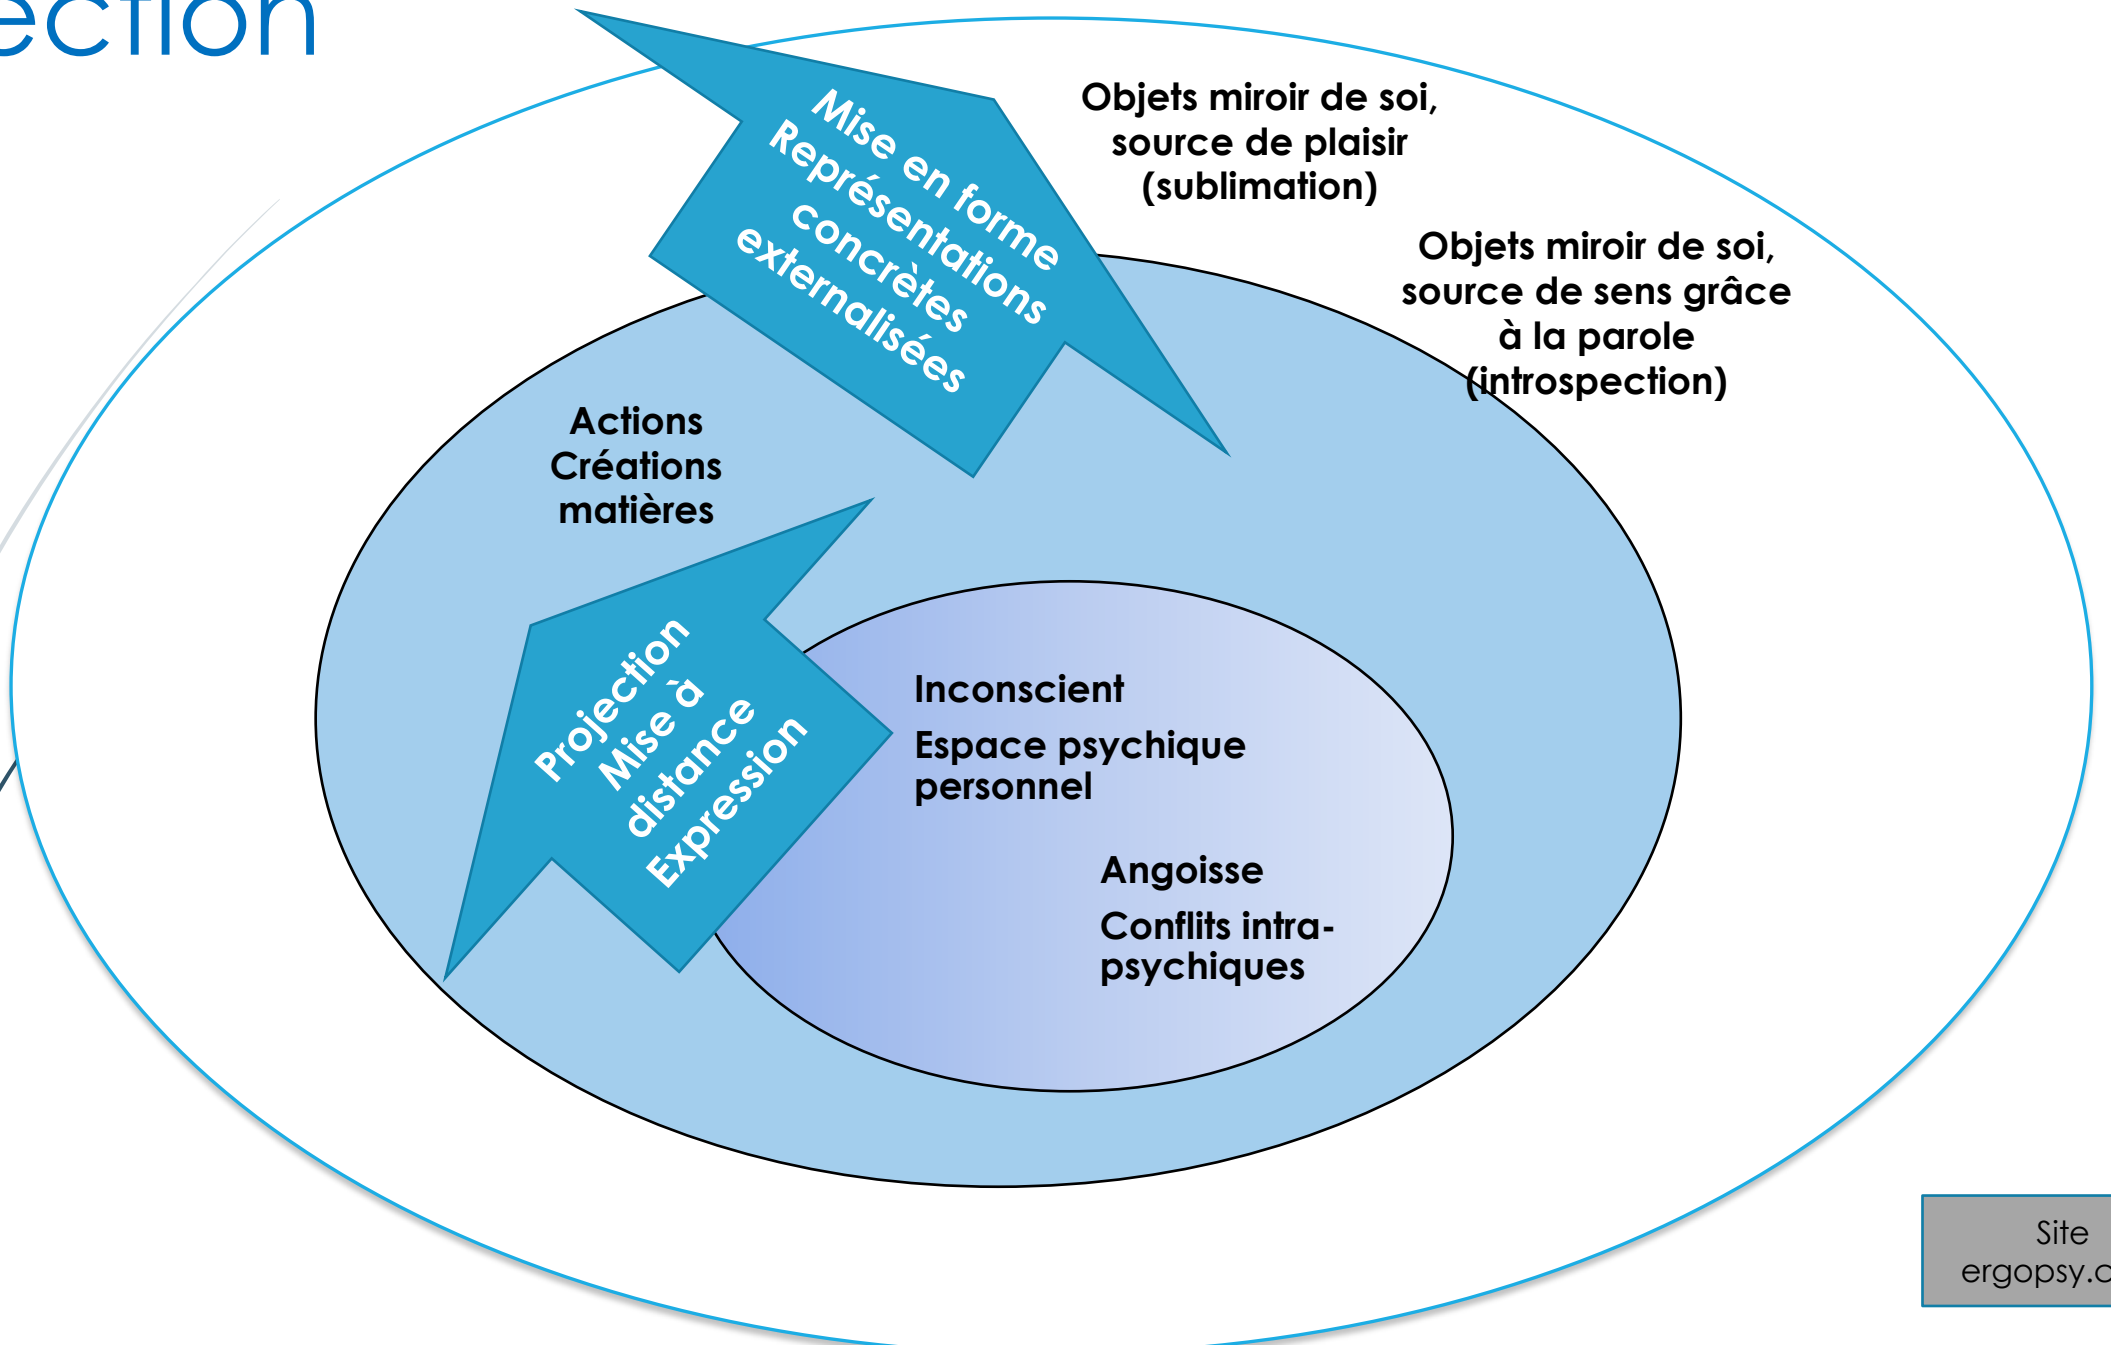 ection
Mise en forme
Représentations
concrètes
externalisées
Objets miroir de soi,
source de plaisir
(sublimation)
Objets miroir de soi,
source de sens grâce
à la parole
(introspection)
Actions
Créations
matières
Projection
Mise à
distance
Expression
Inconscient
Espace psychique
personnel
Angoisse
Conflits intra-
psychiques
Site
ergopsy.c